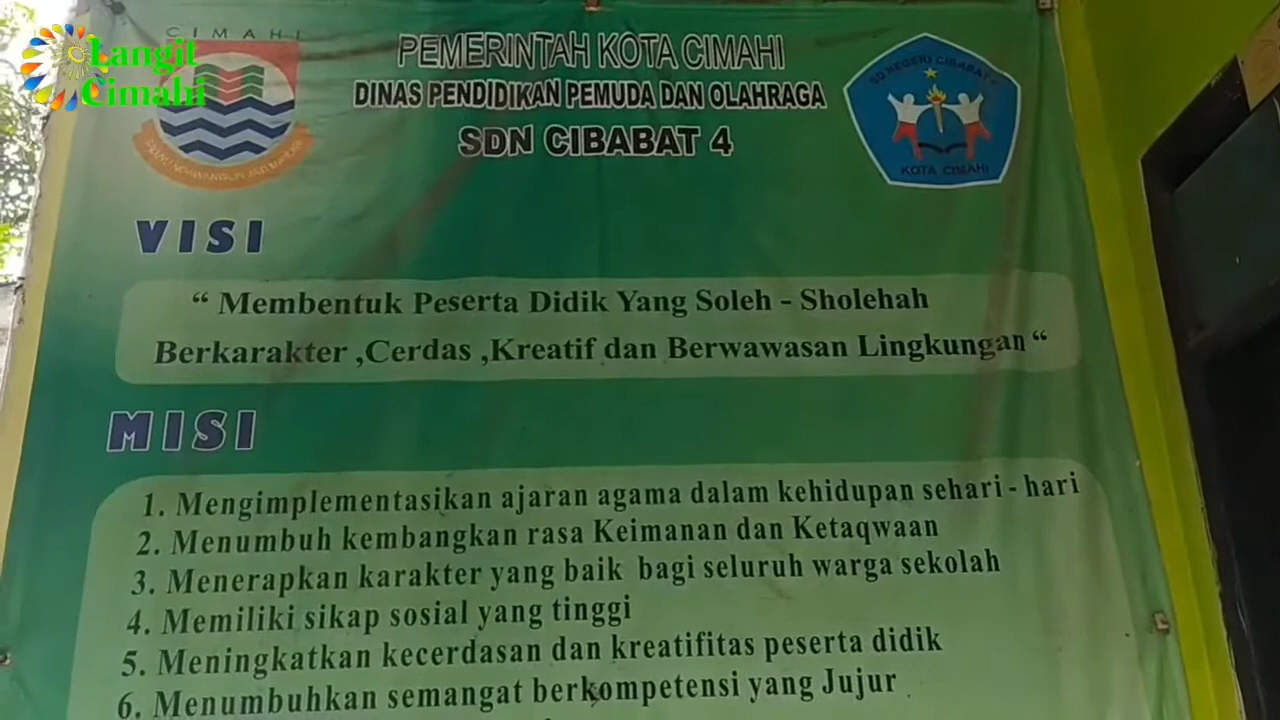 Langit
Cimahi
CIMAHI
PEMERINTAH KOTA CIMAHI
DINAS PENDIDIKAN PEMUDA DAN OLAHRAGA
SDN CIBABAT 4
SD NEGERI CIBABAT
KOTA CIMAHI
VISI
“ Membentuk Peserta Didik Yang Soleh - Sholehah
Berkarakter ,Cerdas ,Kreatif dan Berwawasan Lingkungan “
MISI
1. Mengimplementasikan ajaran agama dalam kehidupan sehari - hari
2. Menumbuh kembangkan rasa Keimanan dan Ketaqwaan
3. Menerapkan karakter yang baik bagi seluruh warga sekolah
4. Memiliki sikap sosial yang tinggi
5. Meningkatkan kecerdasan dan kreatifitas peserta didik
6. Menumbuhkan semangat berkompetensi yang Jujur